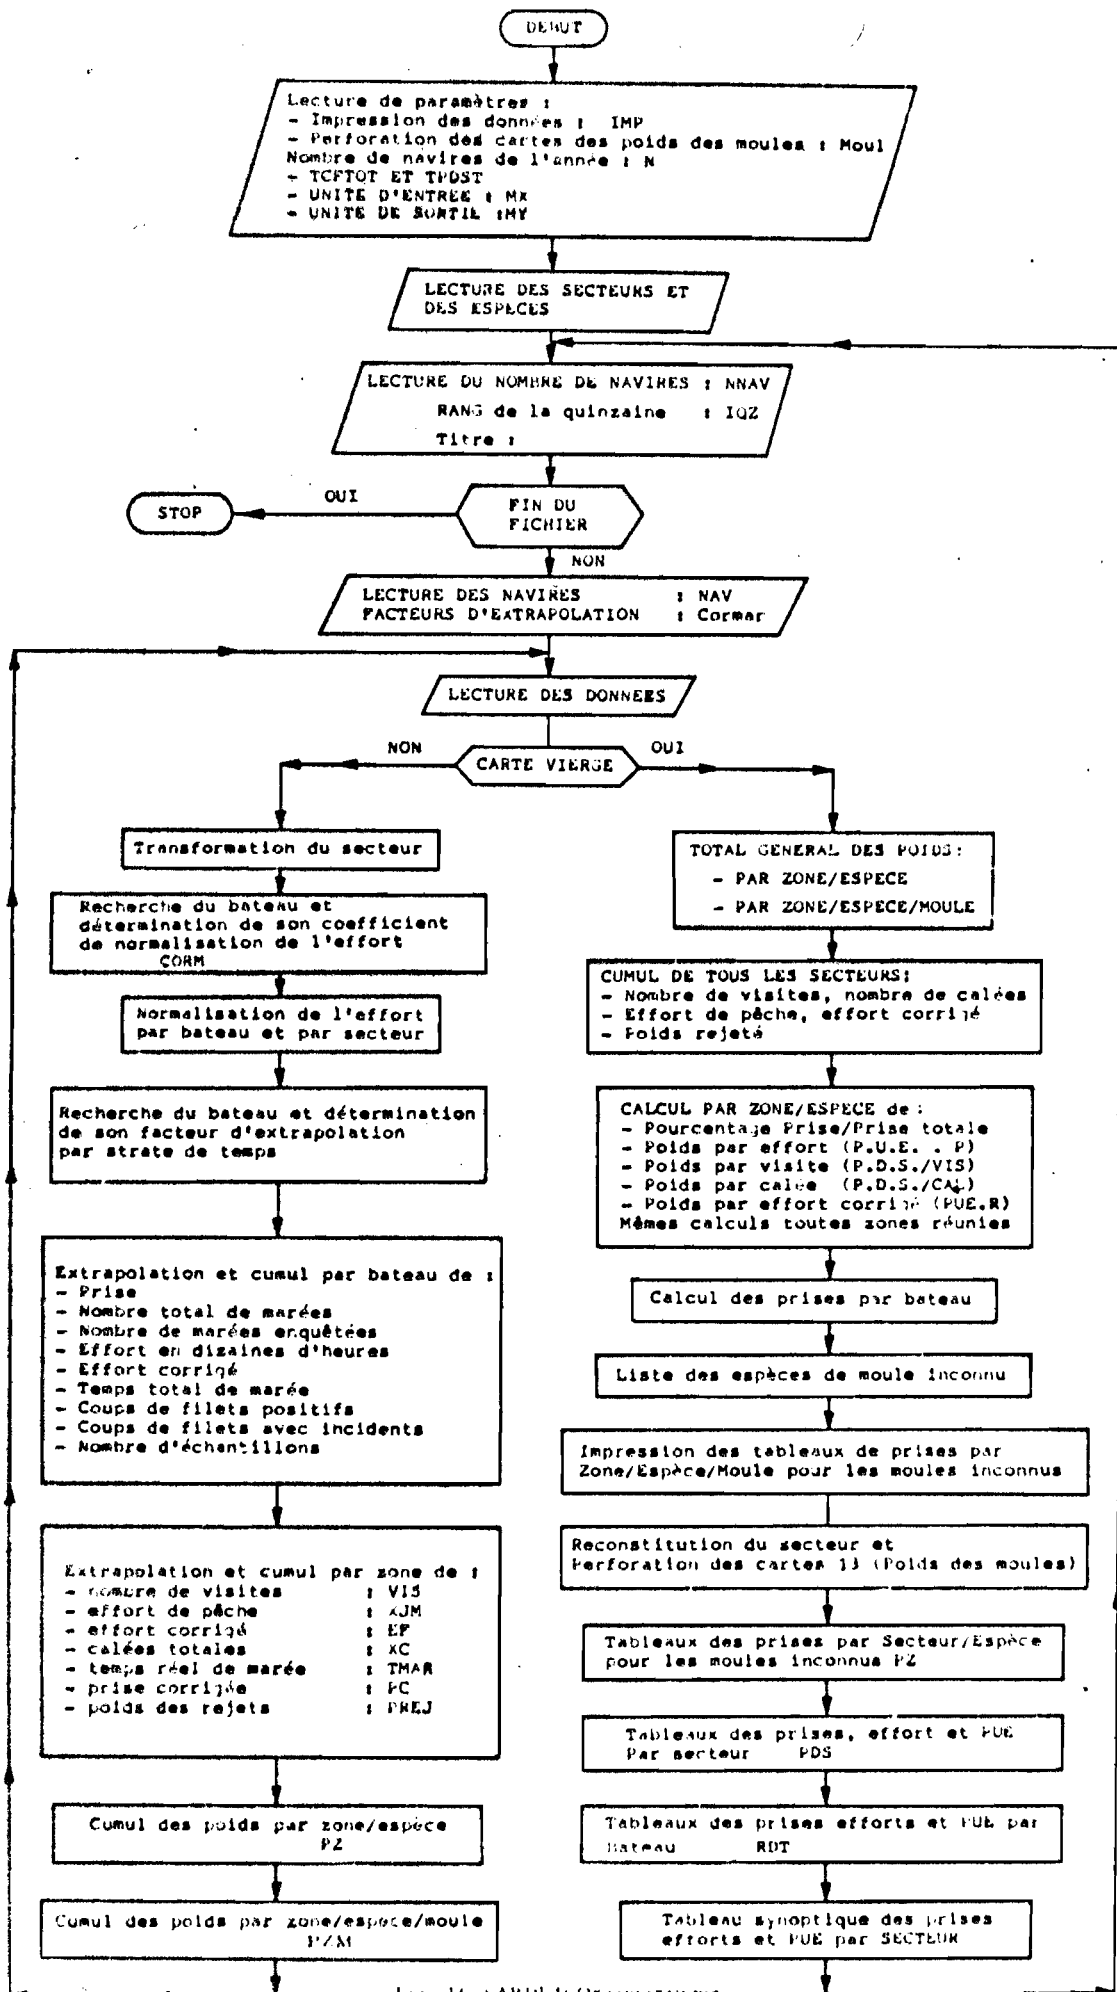 DEBUT
Lecture de paramètres :
- Impression des données : IMP
- Perforation des cartes des poids des moules : Moul
Nombre de navires de l'année : N
- TCFTOT ET TPDST
- UNITE D'ENTREE : MX
- UNITE DE SORTIE :MY
LECTURE DES SECTEURS ET
DES ESPECES
LECTURE DU NOMBRE DE NAVIRES : NNAV
RANG de la quinzaine : IQZ
Titre :
FIN DU
FICHIER
OUI
STOP
NON
LECTURE DES NAVIRES : NAV
FACTEURS D'EXTRAPOLATION : Cormar
LECTURE DES DONNEES
CARTE VIERGE
NON
OUI
Transformation du secteur
Recherche du bateau et
détermination de son coefficient
de normalisation de l'effort
CORM
Normalisation de l'effort
par bateau et par secteur
Recherche du bateau et détermination
de son facteur d'extrapolation
par strate de temps
Extrapolation et cumul par bateau de :
- Prise
- Nombre total de marées
- Nombre de marées enquêtées
- Effort en dizaines d'heures
- Effort corrigé
- Temps total de marée
- Coups de filets positifs
- Coups de filets avec incidents
- Nombre d'échantillons
Extrapolation et cumul par zone de :
- nombre de visites : VIS
- effort de pêche : XJM
- effort corrigé : EF
- calées totales : XC
- temps réel de marée : TMAR
- prise corrigée : PC
- poids des rejets : PREJ
Cumul des poids par zone/espèce
PZ
Cumul des poids par zone/espece/moule
PZM
TOTAL GENERAL DES POIDS:
- PAR ZONE/ESPECE
- PAR ZONE/ESPECE/MOULE
CUMUL DE TOUS LES SECTEURS:
- Nombre de visites, nombre de calées
- Effort de pêche, effort corrigé
- Poids rejeté
CALCUL PAR ZONE/ESPECE de :
- Pourcentage Prise/Prise totale
- Poids par effort (P.U.E. . P)
- Poids par visite (P.D.S./VIS)
- Poids par calée (P.D.S./CAL)
- Poids par effort corrigé (PUE.R)
Mêmes calculs toutes zones réunies
Calcul des prises par bateau
Liste des espèces de moule inconnu
Impression des tableaux de prises par
Zone/Espèce/Moule pour les moules inconnus
Reconstitution du secteur et
Perforation des cartes 13 (Poids des moules)
Tableaux des prises par Secteur/Espèce
pour les moules inconnus PZ
Tableaux des prises, effort et PUE
Par secteur PDS
Tableaux des prises efforts et PUE par
Bateau RDT
Tableau synoptique des prises
efforts et PUE par SECTEUR